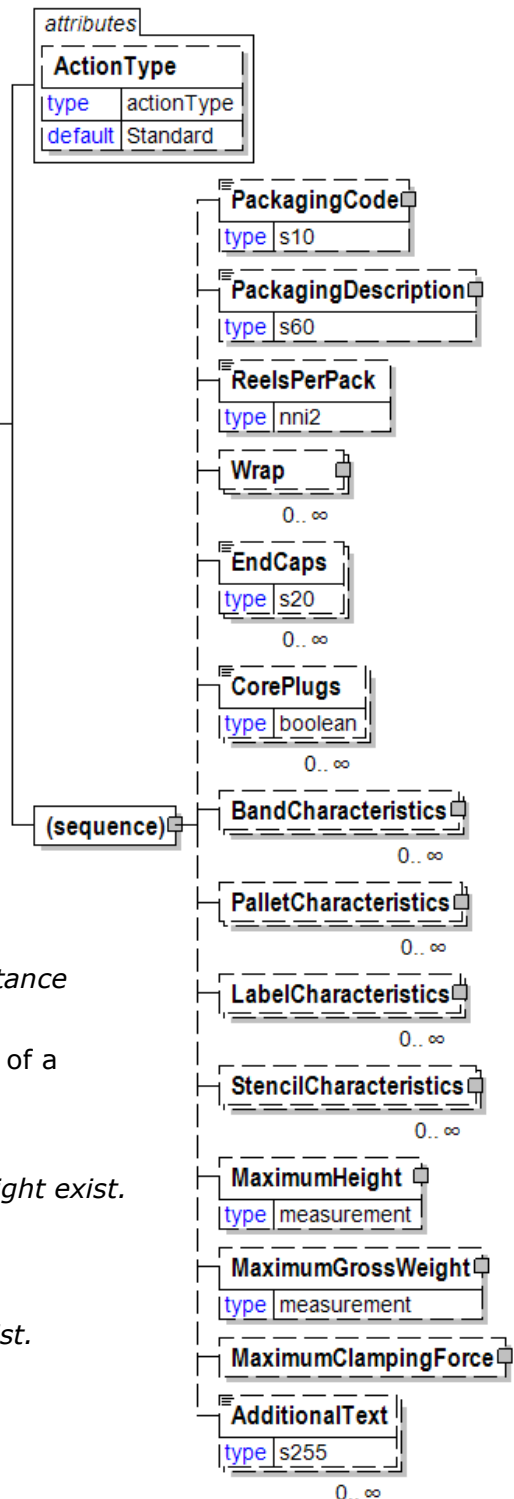 attributes
ActionType
type actionType
default Standard
PackagingCode
type s10
PackagingDescription
type s60
ReelsPerPack
type nni2
Wrap
0.. ∞
EndCaps
type s20
0.. ∞
CorePlugs
type boolean
0.. ∞
(sequence)
BandCharacteristics
0.. ∞
PalletCharacteristics
0.. ∞
tance
LabelCharacteristics
0.. ∞
of a
StencilCharacteristics
0.. ∞
ight exist.
MaximumHeight
type measurement
MaximumGrossWeight
type measurement
ist.
MaximumClampingForce
AdditionalText
type s255
0.. ∞